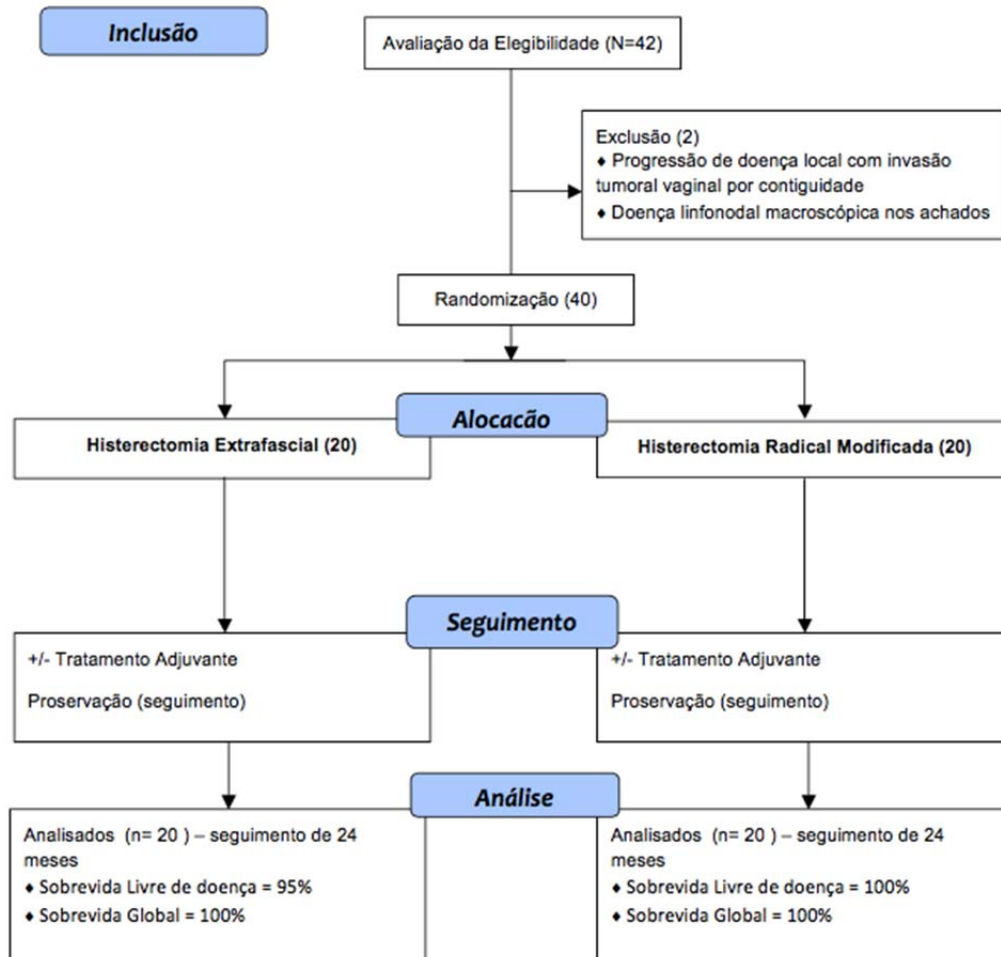 Inclusão
Avaliação da Elegibilidade (N=42)
Exclusão (2)
♦ Progressão de doença local com invasão
tumoral vaginal por contiguidade
♦ Doença linfonodal macroscópica nos achados
Randomização (40)
Alocacão
Histerectomia Extrafascial (20)
Histerectomia Radical Modificada (20)
Seguimento
+/- Tratamento Adjuvante
Proservação (seguimento)
+/- Tratamento Adjuvante
Proservação (seguimento)
Análise
Analisados (n= 20 ) – seguimento de 24
meses
♦ Sobrevida Livre de doença = 95%
♦ Sobrevida Global = 100%
Analisados (n= 20 ) – seguimento de 24
meses
♦ Sobrevida Livre de doença = 100%
♦ Sobrevida Global = 100%